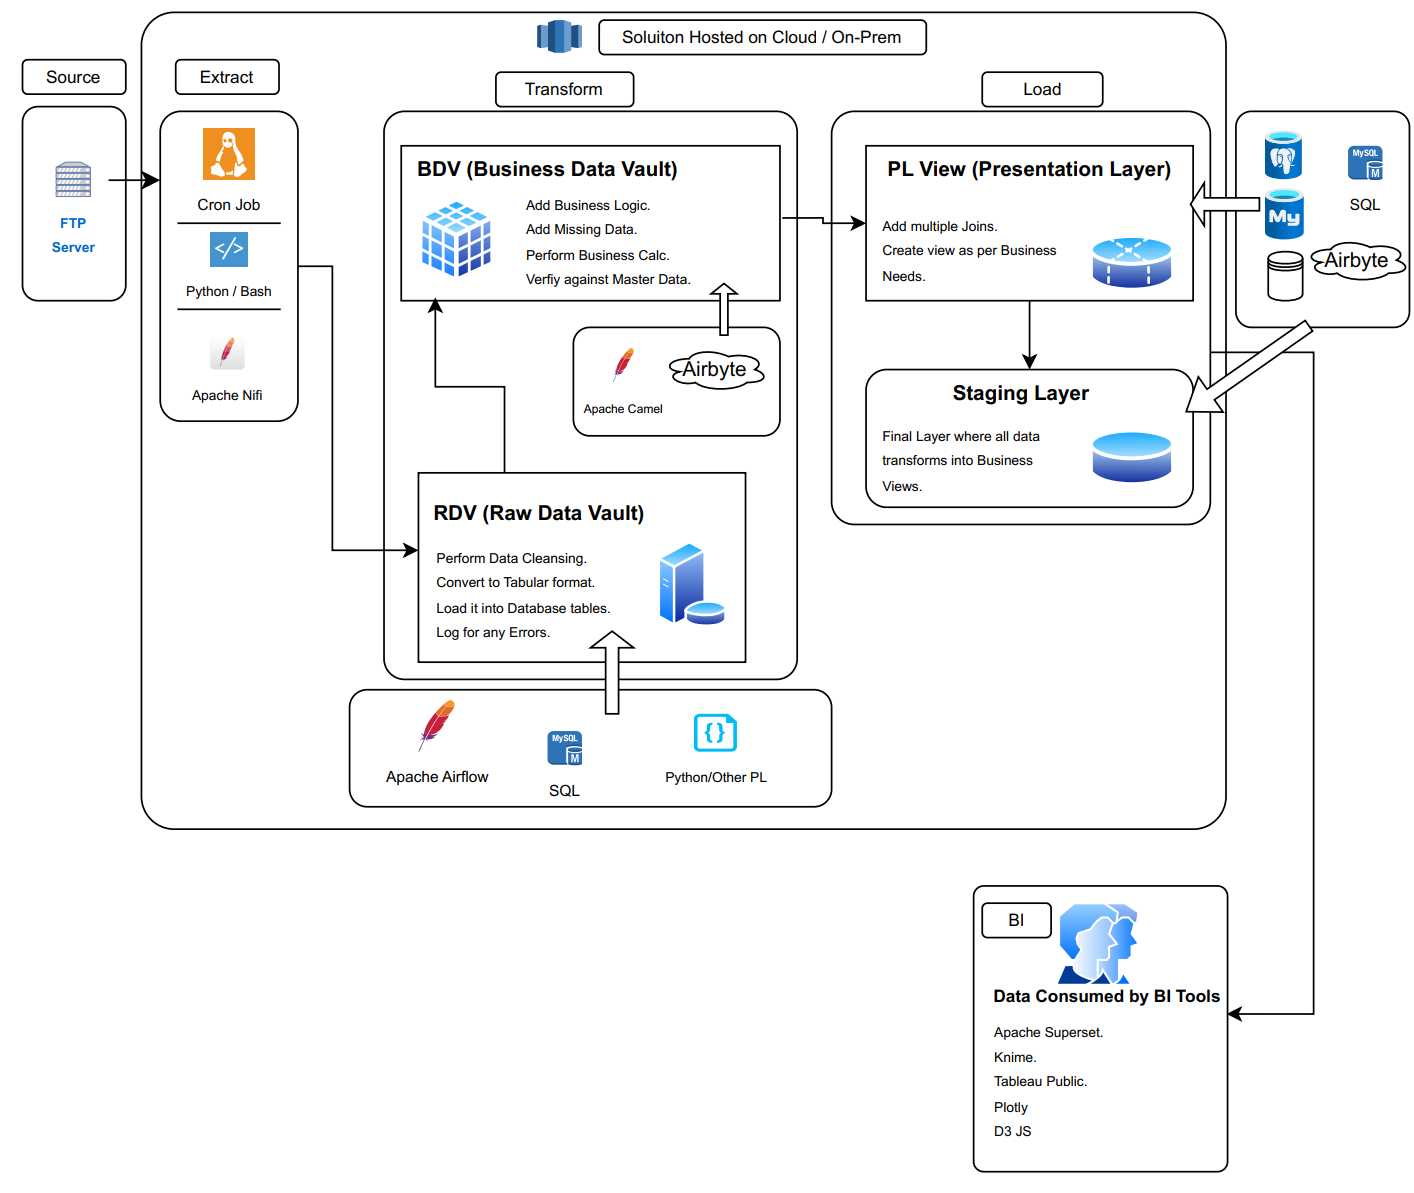 Soluiton Hosted on Cloud / On-Prem
Source
Extract
Transform
Load
FTP
Server
Cron Job
</>
Python / Bash
Apache Nifi
BDV (Business Data Vault)
Add Business Logic.
Add Missing Data.
Perform Business Calc.
Verfiy against Master Data.
Apache Camel
Airbyte
RDV (Raw Data Vault)
Perform Data Cleansing.
Convert to Tabular format.
Load it into Database tables.
Log for any Errors.
Apache Airflow
MySQL
M
SQL
{}
Python/Other PL
PL View (Presentation Layer)
Add multiple Joins.
Create view as per Business
Needs.
Staging Layer
Final Layer where all data
transforms into Business
Views.
MySQL
M
SQL
My
Airbyte
BI
Data Consumed by BI Tools
Apache Superset.
Knime.
Tableau Public.
Plotly
D3 JS